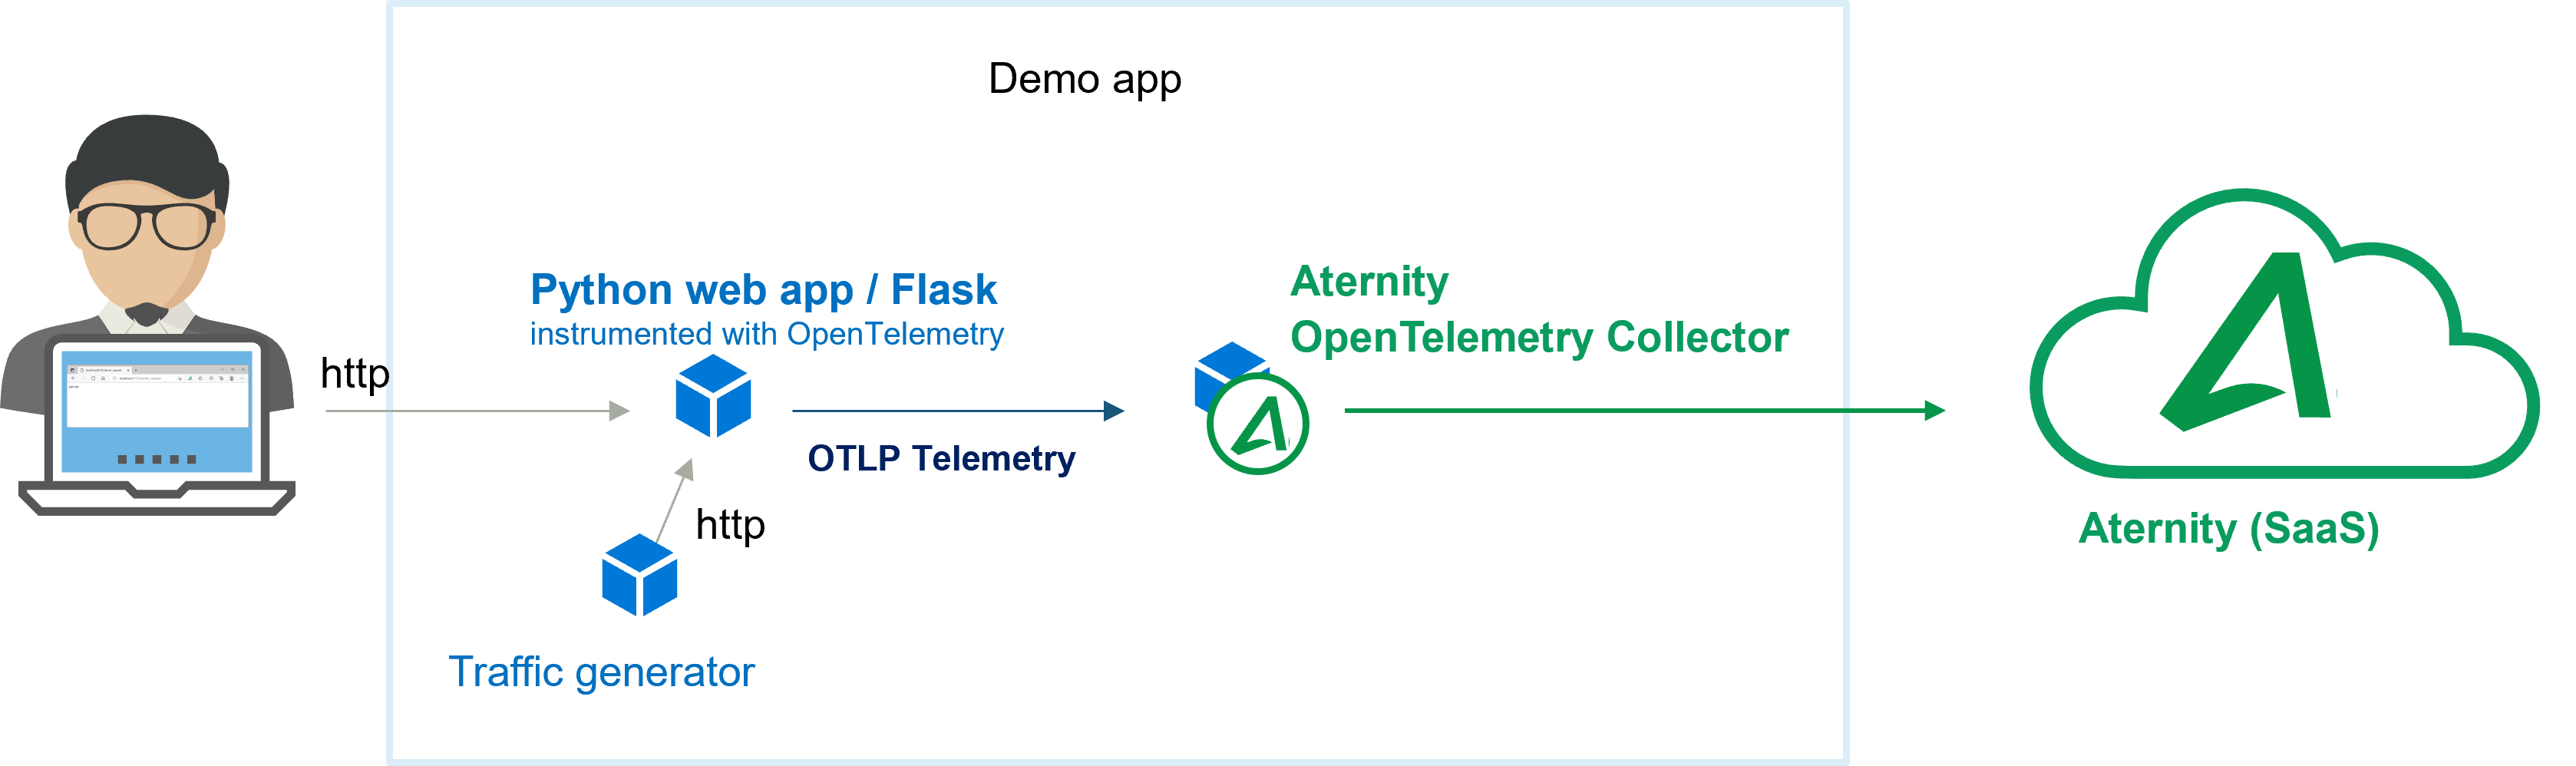 Demo app
Python web app / Flask
instrumented with OpenTelemetry
Aternity
OpenTelemetry Collector
http
OTLP Telemetry
http
Traffic generator
Aternity (SaaS)